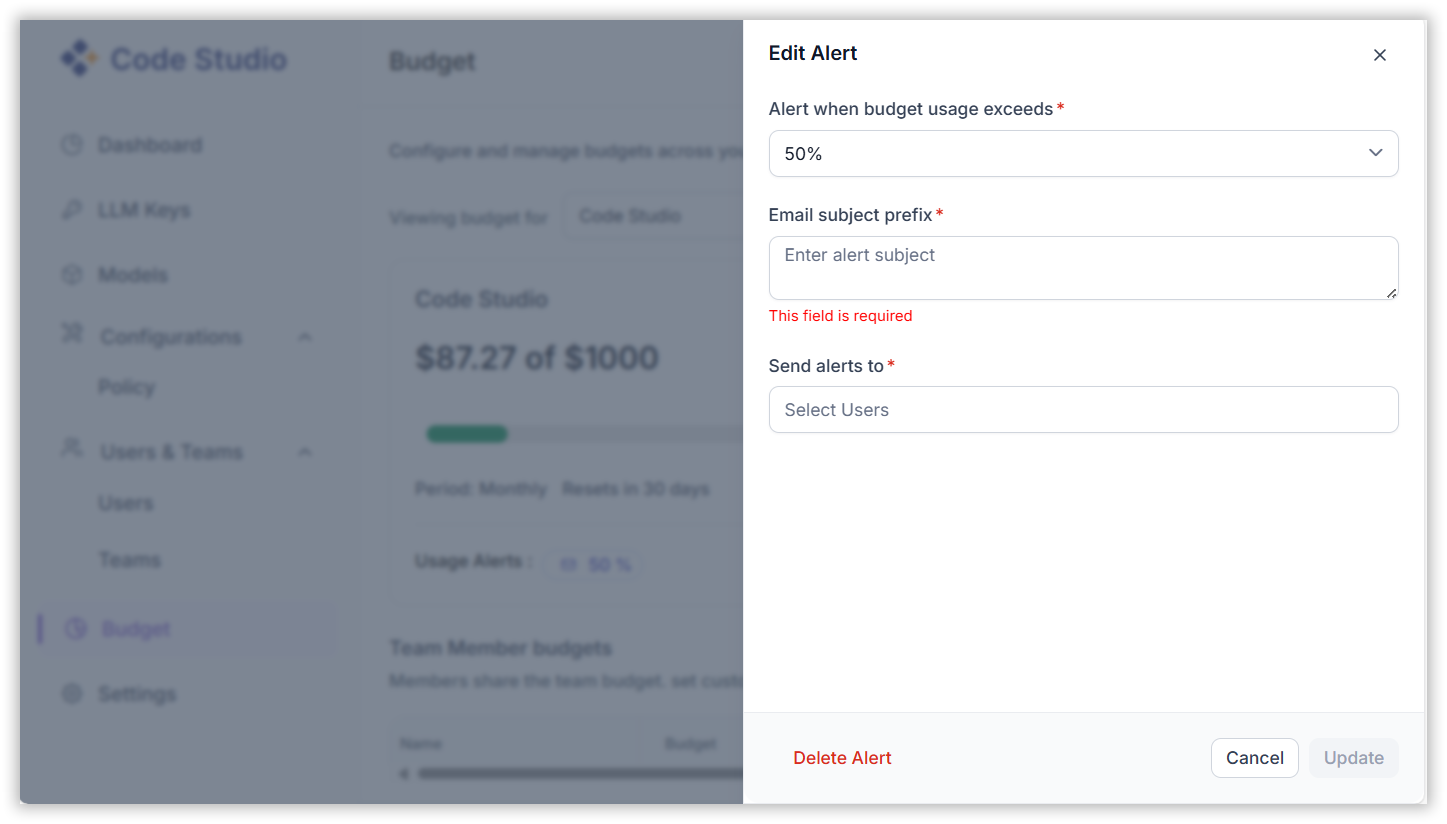 Code Studio
Dashboard
LLM Keys
Models
Configurations
Policy
Users & Teams
Users
Teams
Budget
Settings
Budget
Configure and manage budgets across
Viewing budget for Code Studio
Code Studio
$87.27 of $1000
Period: Monthly Resets in 30 days
Usage Alerts : 50 %
Team Member budgets
Members share the team budget. set
Name Budget
Edit Alert
Alert when budget usage exceeds *
50%
Email subject prefix *
Enter alert subject
This field is required
Send alerts to *
Select Users
Delete Alert Cancel Update